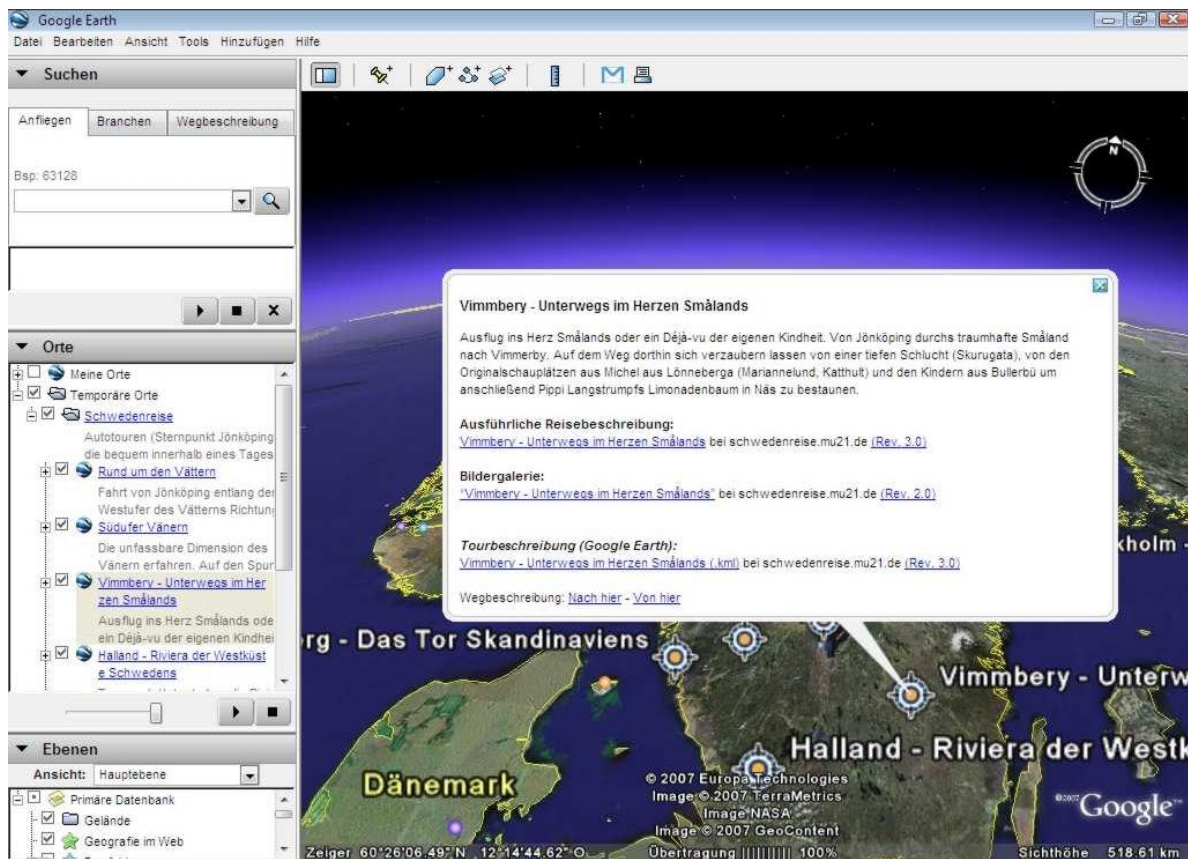 Google Earth
Datei Bearbeiten Ansicht Tools Hinzufügen Hilfe
Suchen
Anfliegen Branchen Wegbeschreibung
Bsp: 63128
Orte
Meine Orte
Temporäre Orte
Schwedenreise
Autotouren (Sternpunkt Jönköping
die bequem innerhalb eines Tages
Rund um den Vättern
Fahrt von Jönköping entlang der
Westufer des Vätterns Richtun
Südufer Vänern
Die unfassbare Dimension des
Vänern erfahren. Auf den Spur
Vimmbery - Unterwegs im Her
zen Smålands
Ausflug ins Herz Smålands ode
ein Déjà-vu der eigenen Kindhei
Halland - Riviera der Westküst
e Schwedens
Ebenen
Ansicht: Hauptebene
Primäre Datenbank
Gelände
Geografie im Web
N
Vimmbery - Unterwegs im Herzen Smålands
Ausflug ins Herz Smålands oder ein Déjà-vu der eigenen Kindheit. Von Jönköping durchs traumhafte Småland
nach Vimmerby. Auf dem Weg dorthin sich verzaubern lassen von einer tiefen Schlucht (Skurugata), von den
Originalschauplätzen aus Michel aus Lönneberga (Mariannelund, Katthult) und den Kindern aus Bullerbü um
anschließend Pippi Langstrumpfs Limonadenbaum in Näs zu bestaunen.
Ausführliche Reisebeschreibung:
Vimmbery - Unterwegs im Herzen Smålands bei schwedenreise.mu21.de (Rev. 3.0)
Bildergalerie:
"Vimmbery - Unterwegs im Herzen Smålands" bei schwedenreise.mu21.de (Rev. 2.0)
Tourbeschreibung (Google Earth):
Vimmbery - Unterwegs im Herzen Smålands (.kml) bei schwedenreise.mu21.de (Rev. 3.0)
Wegbeschreibung: Nach hier - Von hier
kholm -
rg - Das Tor Skandinaviens
Vimmbery - Unterw
Halland - Riviera der Westk
Dänemark
© 2007 Europa Technologies
Image © 2007 TerraMetrics
Image NASA
Image © 2007 GeoContent
©2007 Google™
Zeiger 60°26'06.49" N 12°14'44.62" O Übertragung |||||||||| 100% Sichthöhe 518.61 km